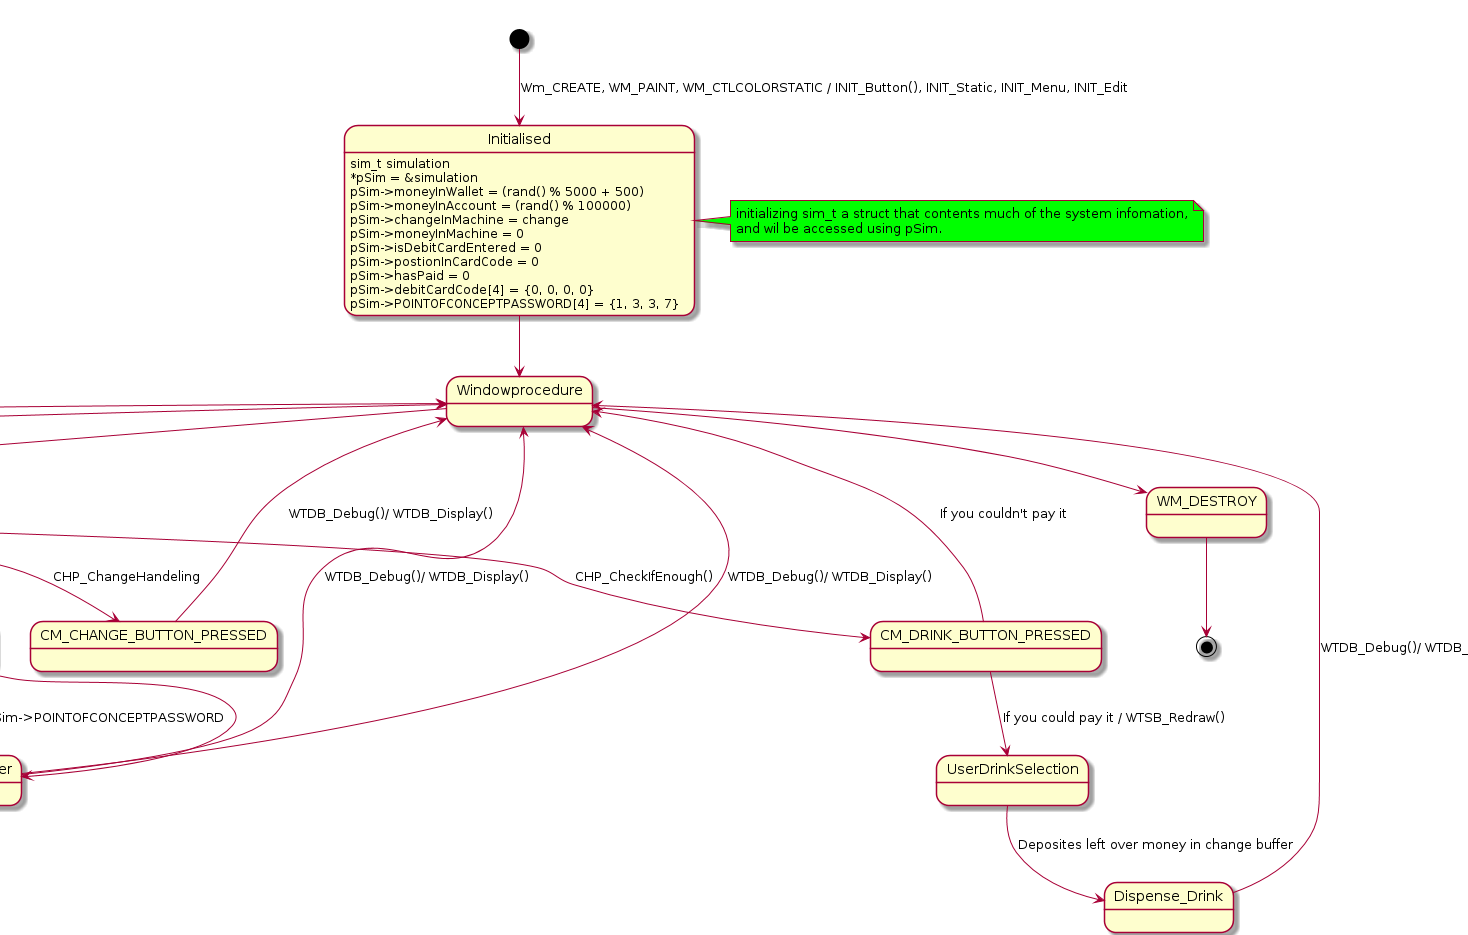 Wm_CREATE, WM_PAINT, WM_CTLCOLORSTATIC / INIT_Button(), INIT_Static, INIT_Menu, INIT_Edit
Initialised
sim_t simulation
*pSim = &simulation
pSim->moneyInWallet = (rand() % 5000 + 500)
pSim->moneyInAccount = (rand() % 100000)
pSim->changeInMachine = change
pSim->moneyInMachine = 0
pSim->isDebitCardEntered = 0
pSim->postionInCardCode = 0
pSim->hasPaid = 0
pSim->debitCardCode[4] = {0, 0, 0, 0}
pSim->POINTOFCONCEPTPASSWORD[4] = {1, 3, 3, 7}
initializing sim_t a struct that contents much of the system infomation,
and wil be accessed using pSim.
Windowprocedure
WM_DESTROY
WTDB_Debug()/ WTDB_Display()
If you couldn't pay it
CHP_ChangeHandeling
WTDB_Debug()/ WTDB_Display()
CHP_CheckIfEnough()
WTDB_Debug()/ WTDB_Display()
CM_CHANGE_BUTTON_PRESSED
CM_DRINK_BUTTON_PRESSED
WTDB_Debug()/ WTDB_
Sim->POINTOFCONCEPTPASSWORD
If you could pay it / WTSB_Redraw()
er
UserDrinkSelection
Deposites left over money in change buffer
Dispense_Drink